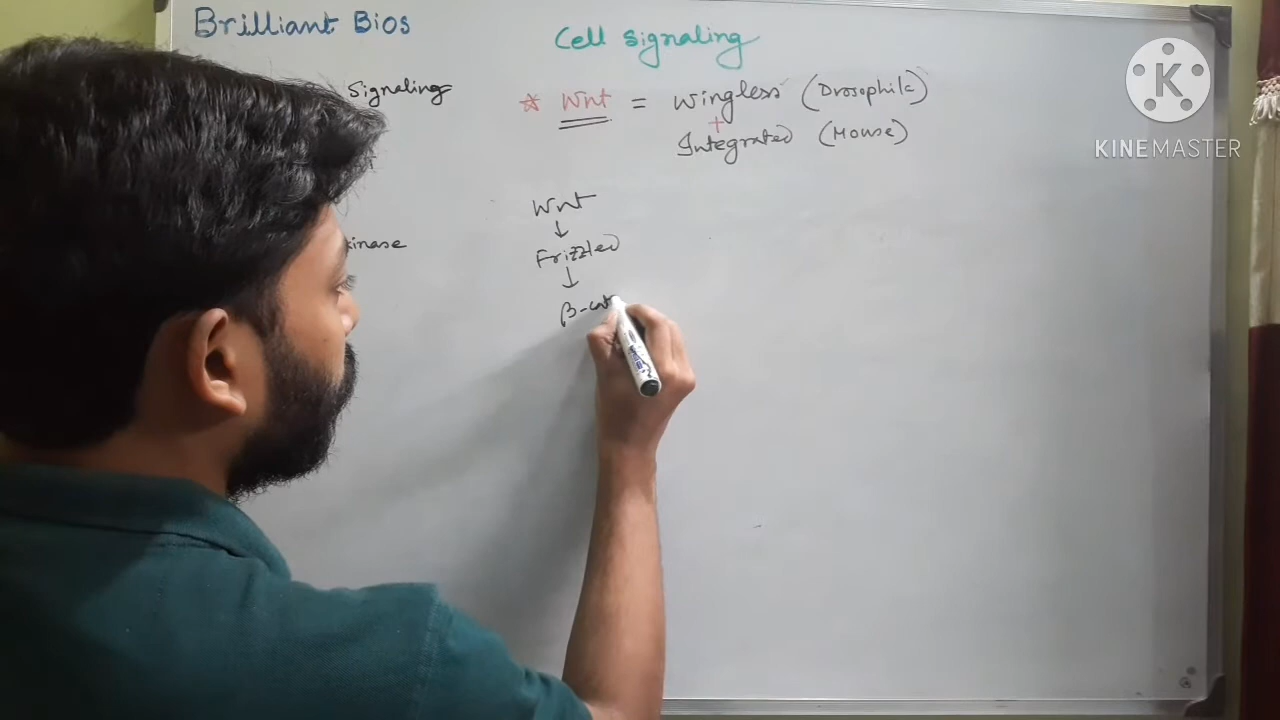 Brilliant Bios
Cell Signaling
Signaling
* Wnt = Wingless (Drosophila)
+
Integrated (Mouse)
Wnt
↓
Frizzled
kinase
↓
β-cat
K
KINEMASTER